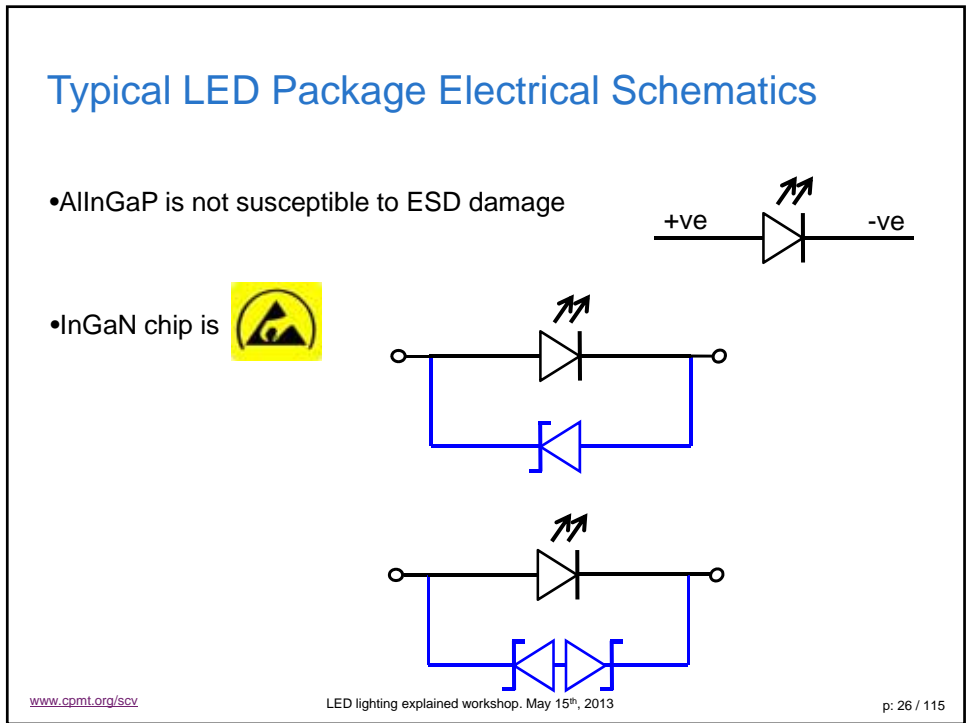 Typical LED Package Electrical Schematics
•AlInGaP is not susceptible to ESD damage
+ve
-ve
•InGaN chip is
www.cpmt.org/scv
LED lighting explained workshop. May 15th, 2013
p: 26 / 115